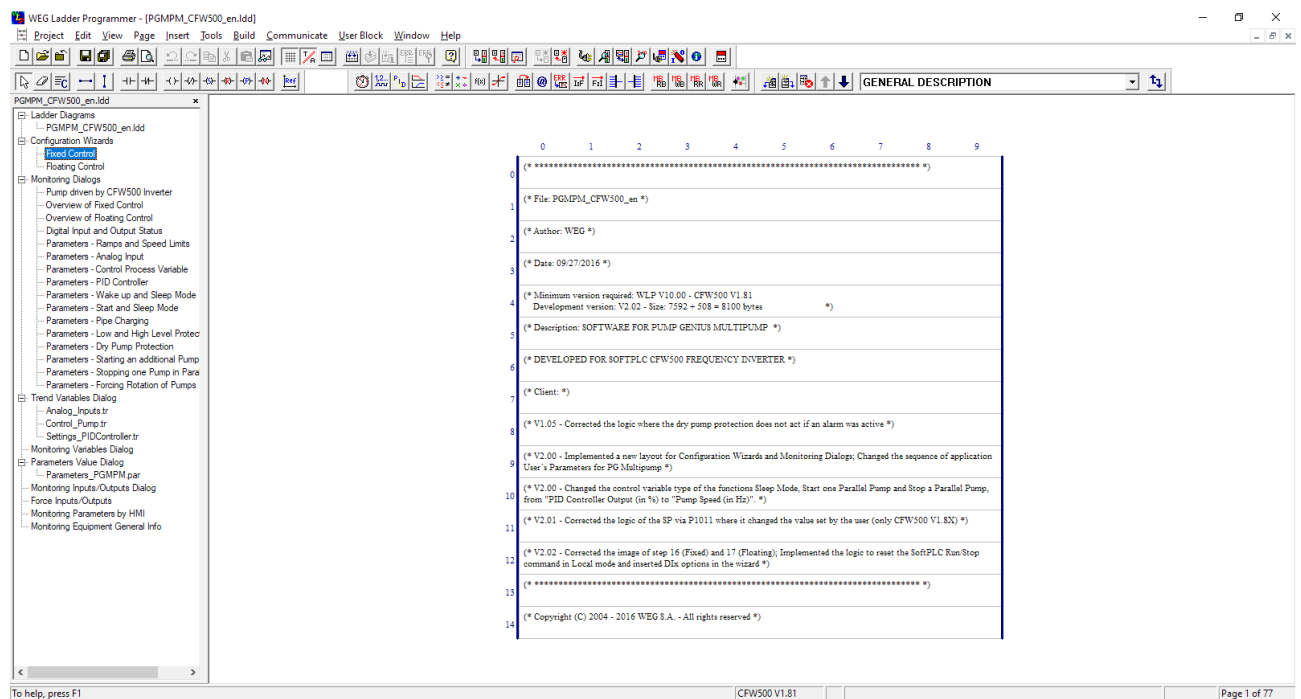 WEG Ladder Programmer - [PGMPM_CFW500_en.ldd]
Project Edit View Page Insert Tools Build Communicate User Block Window Help
GENERAL DESCRIPTION
PGMPM_CFW500_en.ldd
Ladder Diagrams
PGMPM_CFW500_en.ldd
Configuration Wizards
Fixed Control
Floating Control
Monitoring Dialogs
Pump driven by CFW500 Inverter
Overview of Fixed Control
Overview of Floating Control
Digital Input and Output Status
Parameters - Ramps and Speed Limits
Parameters - Analog Input
Parameters - Control Process Variable
Parameters - PID Controller
Parameters - Wake up and Sleep Mode
Parameters - Start and Sleep Mode
Parameters - Pipe Charging
Parameters - Low and High Level Protec
Parameters - Dry Pump Protection
Parameters - Starting an additional Pump
Parameters - Stopping one Pump in Para
Parameters - Forcing Rotation of Pumps
Trend Variables Dialog
Analog_Inputs.tr
Control_Pump.tr
Settings_PIDController.tr
Monitoring Variables Dialog
Parameters Value Dialog
Parameters_PGMPM.par
Monitoring Inputs/Outputs Dialog
Force Inputs/Outputs
Monitoring Parameters by HMI
Monitoring Equipment General Info
0 1 2 3 4 5 6 7 8 9
0 (* ******************************************************************************** *)
1 (* File: PGMPM_CFW500_en *)
2 (* Author: WEG *)
3 (* Date: 09/27/2016 *)
4 (* Minimum version required: WLP V10.00 - CFW500 V1.81
Development version: V2.02 - Size: 7592 + 508 = 8100 bytes *)
5 (* Description: SOFTWARE FOR PUMP GENIUS MULTIPUMP *)
6 (* DEVELOPED FOR SOFTPLC CFW500 FREQUENCY INVERTER *)
7 (* Client: *)
8 (* V1.05 - Corrected the logic where the dry pump protection does not act if an alarm was active *)
9 (* V2.00 - Implemented a new layout for Configuration Wizards and Monitoring Dialogs; Changed the sequence of application
User´s Parameters for PG Multipump *)
10 (* V2.00 - Changed the control variable type of the functions Sleep Mode, Start one Parallel Pump and Stop a Parallel Pump,
from "PID Controller Output (in %) to "Pump Speed (in Hz)". *)
11 (* V2.01 - Corrected the logic of the SP via P1011 where it changed the value set by the user (only CFW500 V1.8X) *)
12 (* V2.02 - Corrected the image of step 16 (Fixed) and 17 (Floating); Implemented the logic to reset the SoftPLC Run/Stop
command in Local mode and inserted DIx options in the wizard *)
13 (* ******************************************************************************** *)
14 (* Copyright (C) 2004 - 2016 WEG S.A. - All rights reserved *)
To help, press F1
CFW500 V1.81
Page 1 of 77